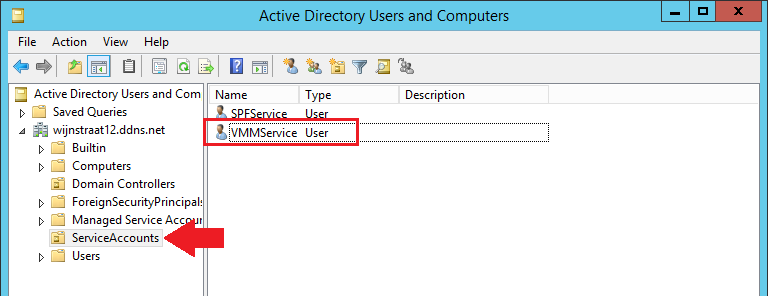 Active Directory Users and Computers
File Action View Help
Active Directory Users and Com
Saved Queries
wijnstraat12.ddns.net
Builtin
Computers
Domain Controllers
ForeignSecurityPrincipals
Managed Service Accour
ServiceAccounts
Users
Name Type Description
SPFService User
VMMService User